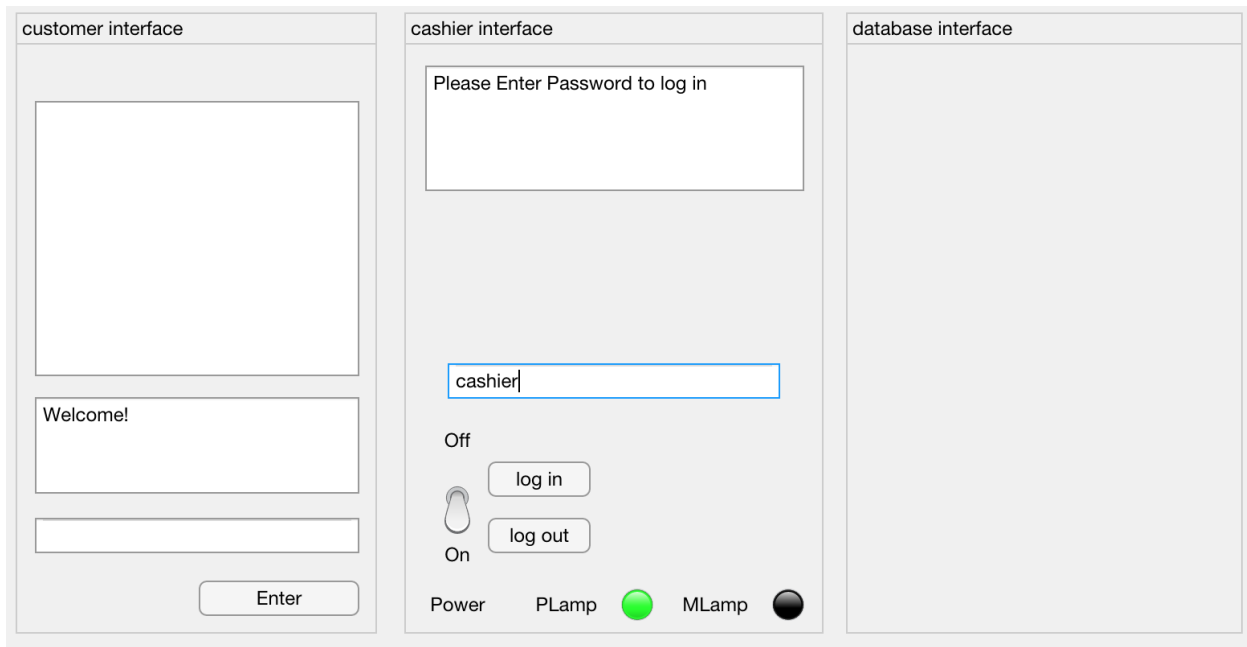 customer interface
Welcome!
Enter
cashier interface
Please Enter Password to log in
cashier
Off
log in
log out
On
Power PLamp MLamp
database interface